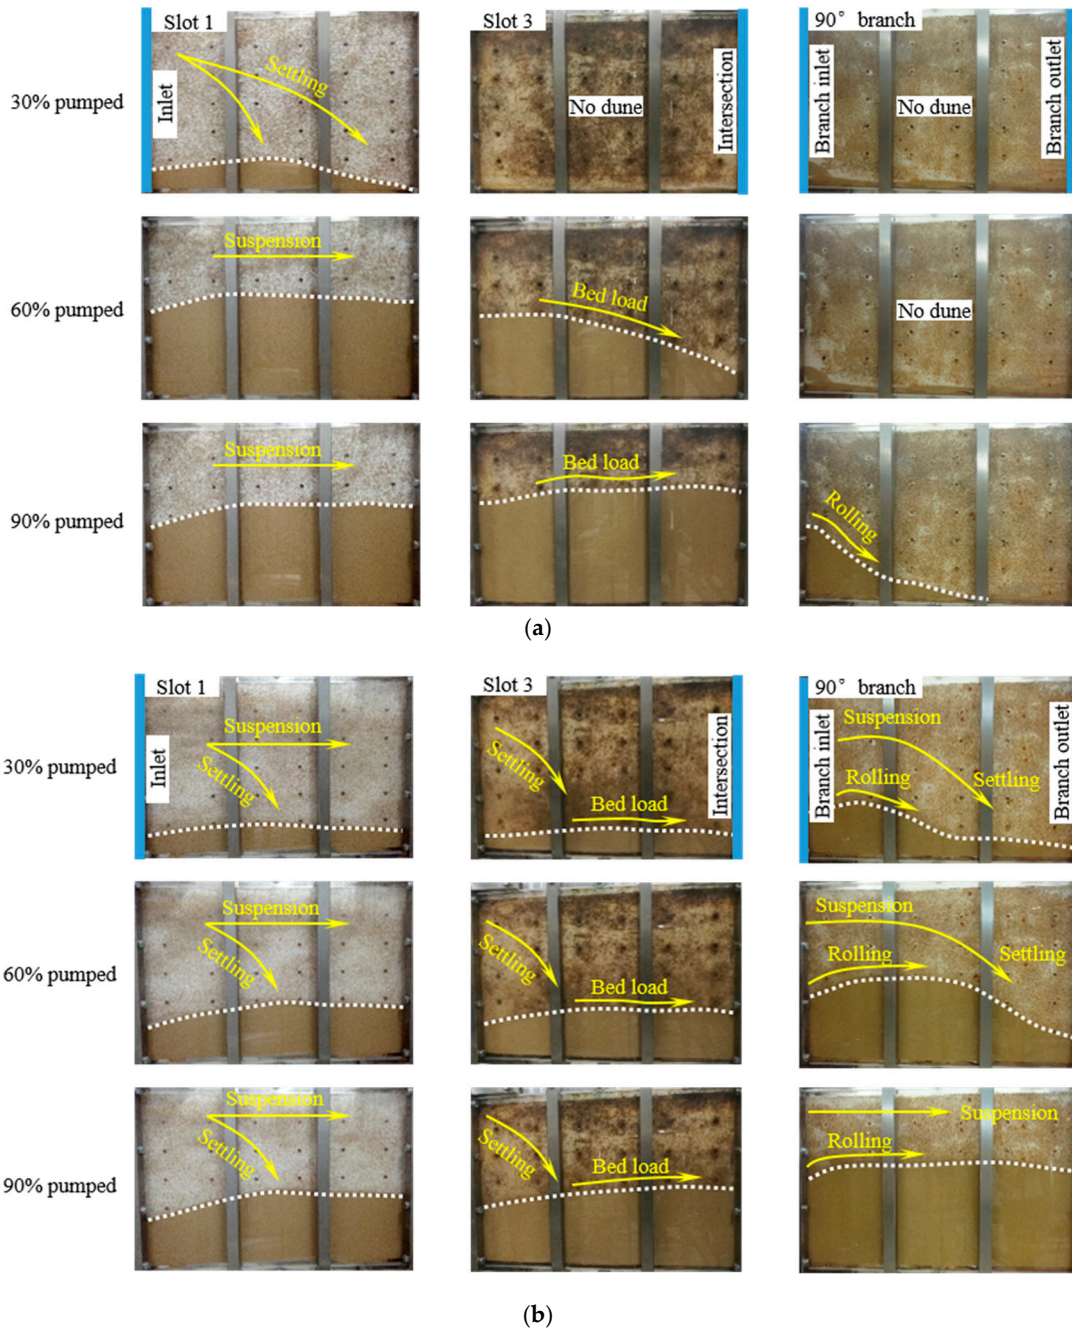 Slot 1
Slot 3
90° branch
30% pumped
Inlet
Settling
No dune
Intersection
Branch inlet
No dune
Branch outlet
60% pumped
Suspension
Bed load
No dune
90% pumped
Suspension
Bed load
Rolling
(a)
Slot 1
Slot 3
90° branch
30% pumped
Inlet
Suspension
Settling
Settling
Bed load
Intersection
Branch inlet
Suspension
Rolling
Settling
Branch outlet
60% pumped
Suspension
Settling
Settling
Bed load
Suspension
Rolling
Settling
90% pumped
Suspension
Settling
Settling
Bed load
Suspension
Rolling
(b)